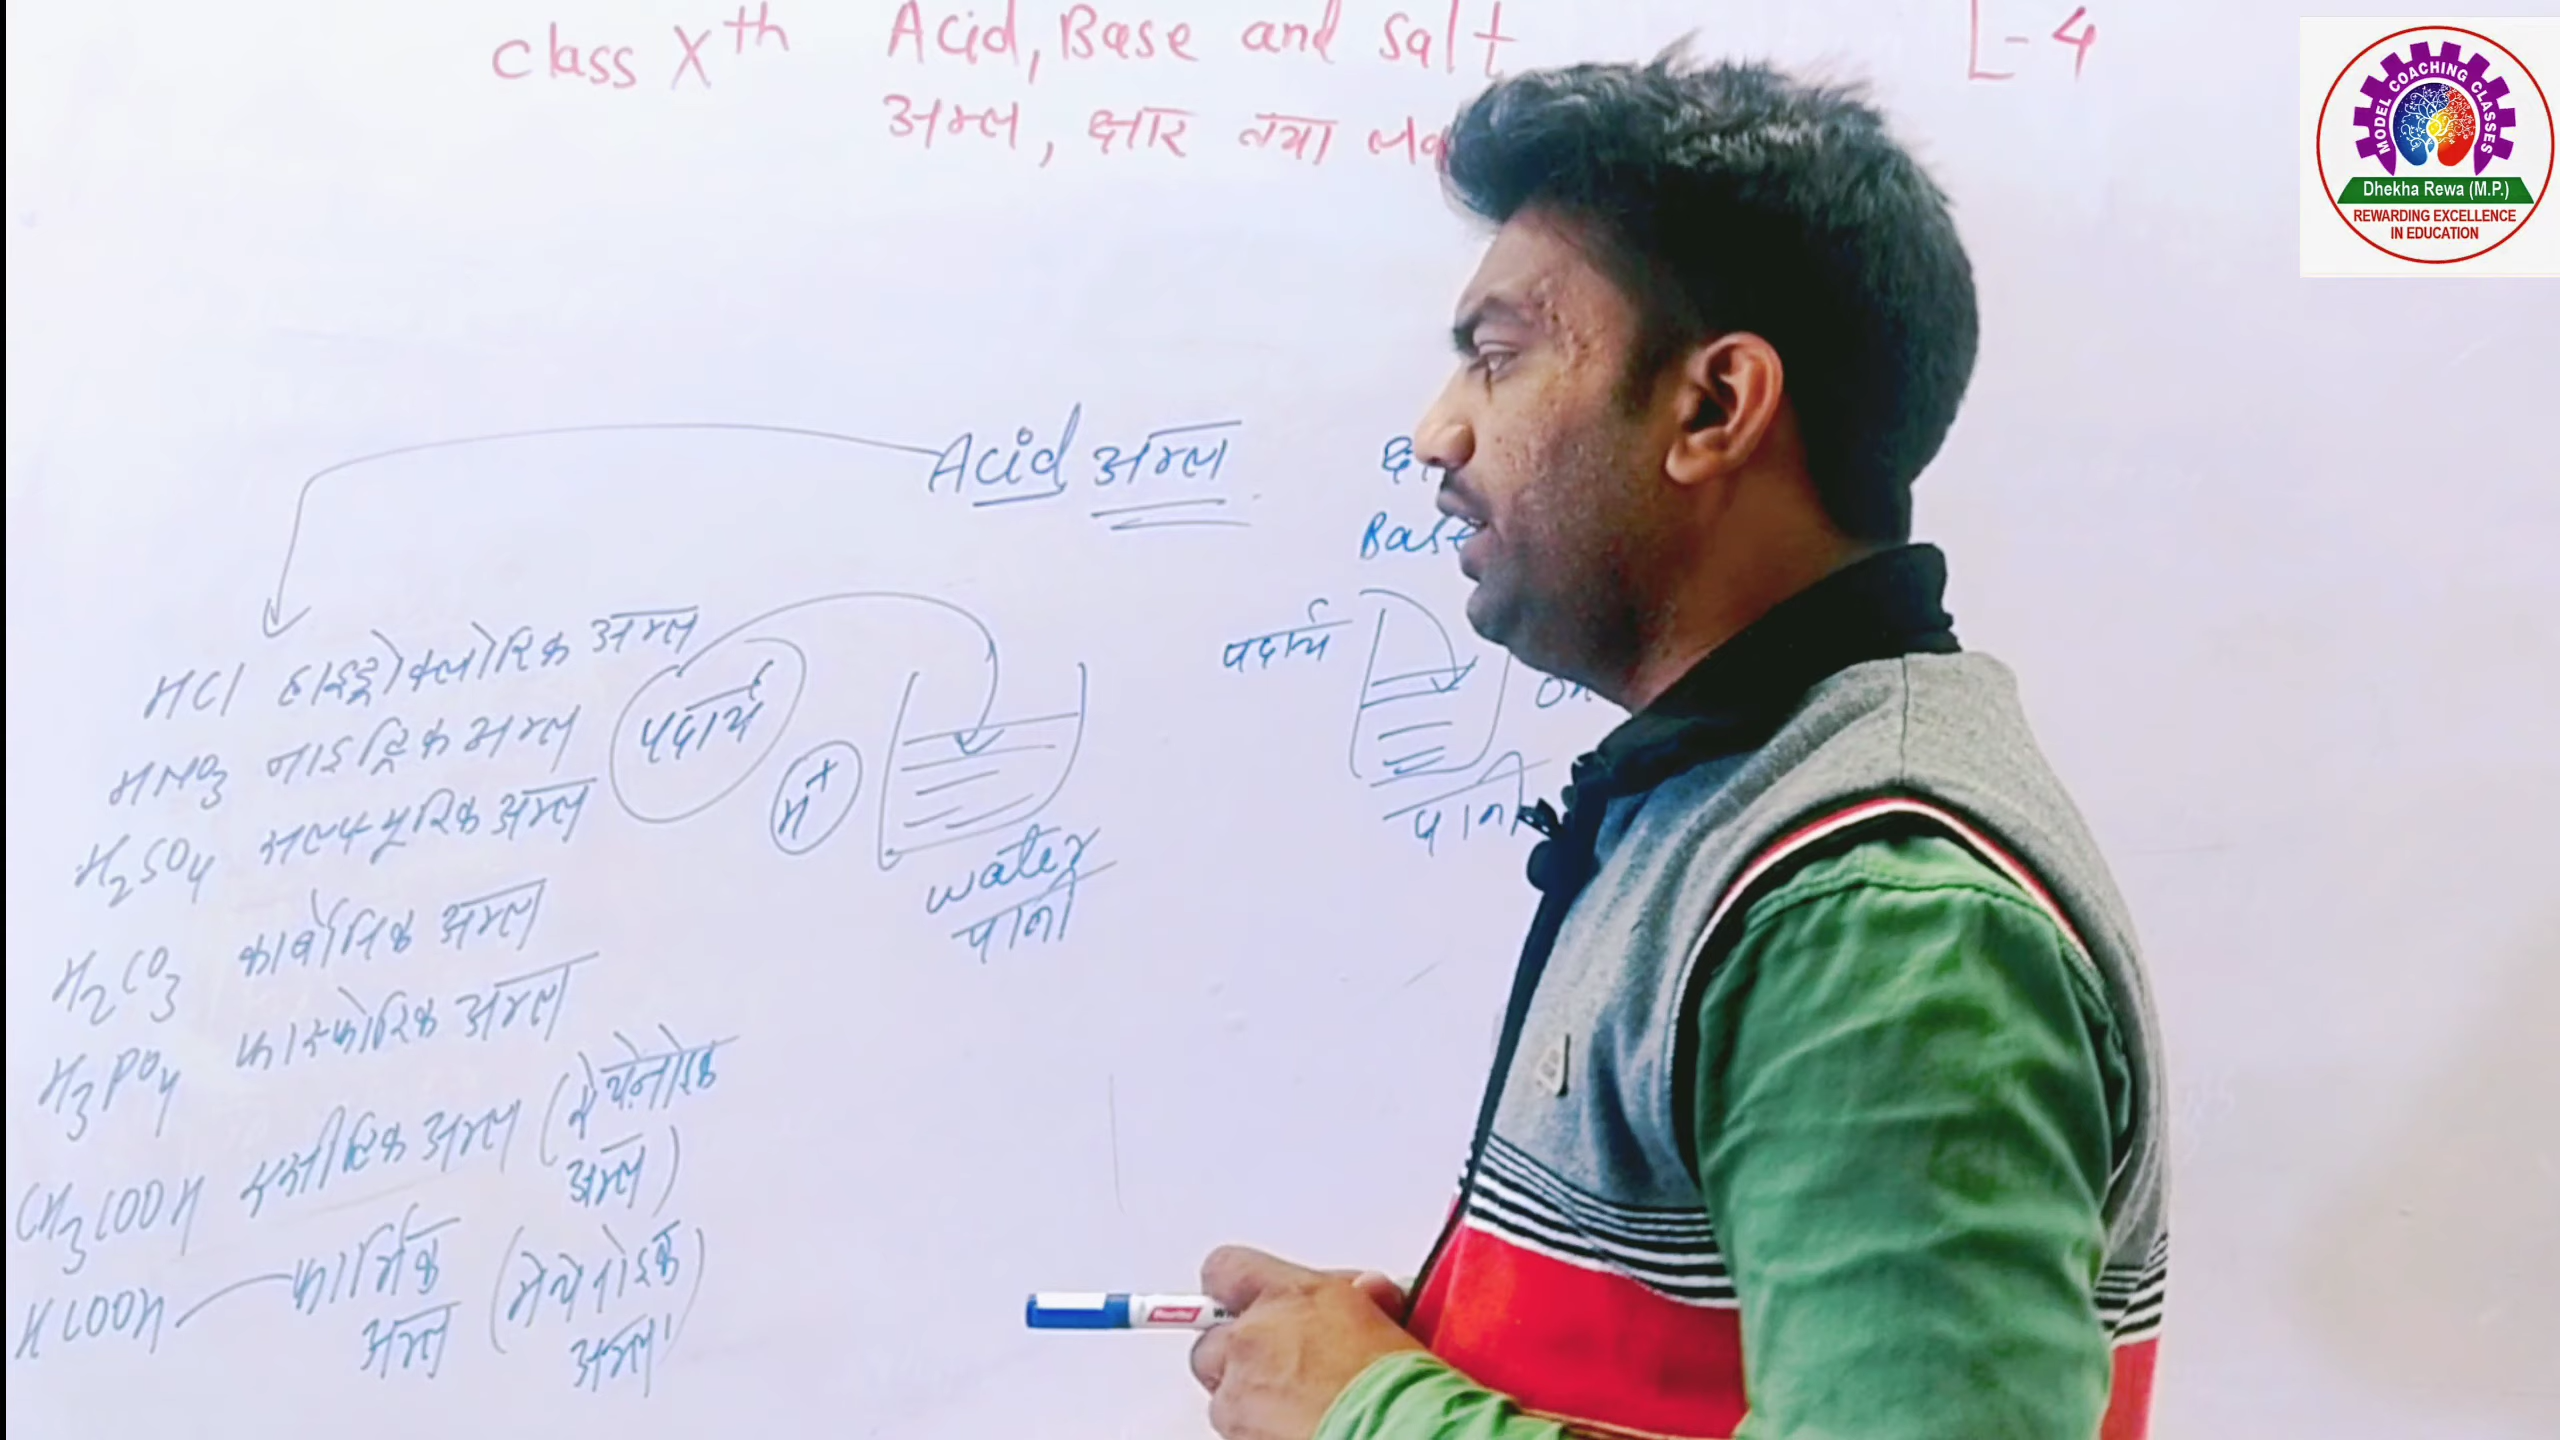 Class Xth Acid, Base and Salt L-4
अम्ल, क्षार तथा
MODEL COACHING CLASSES
Dhekha Rewa (M.P.)
REWARDING EXCELLENCE
IN EDUCATION
Acid अम्ल
Base
पदार्थ
पानी
HCl हाइड्रोक्लोरिक अम्ल
HNO3 नाइट्रिक अम्ल
H2SO4 सल्फ्यूरिक अम्ल
H2CO3 कार्बोनिक अम्ल
H3PO4 फास्फोरिक अम्ल
CH3COOH एसीटिक अम्ल (मेथेनोइक
अम्ल)
HCOOH फार्मिक (मेथेनोइक
अम्ल अम्ल)
पदार्थ
H+
water
पानी